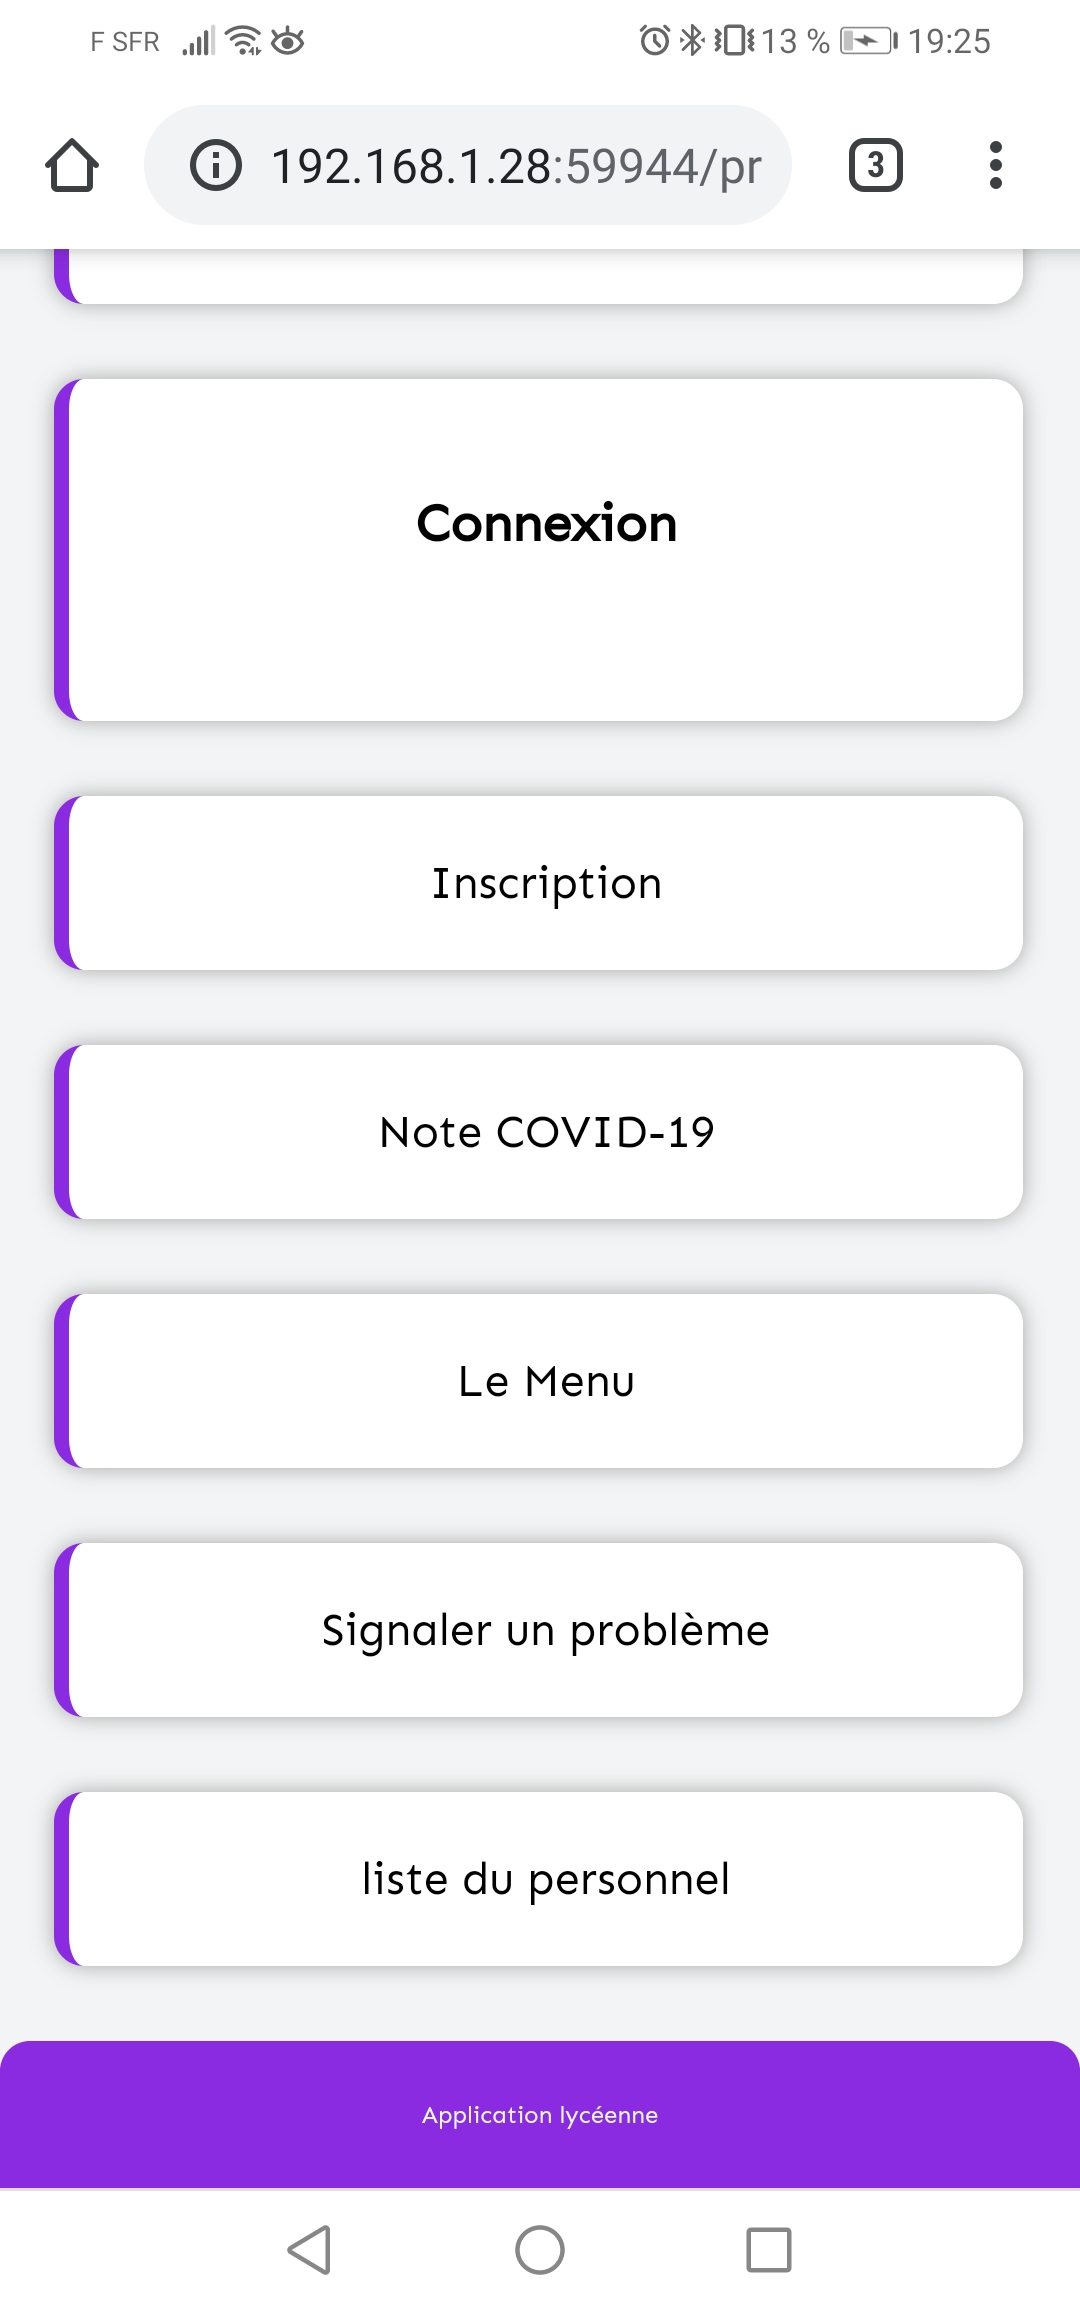 F SFR 13 % 19:25
192.168.1.28:59944/pr 3
Connexion
Inscription
Note COVID-19
Le Menu
Signaler un problème
liste du personnel
Application lycéenne